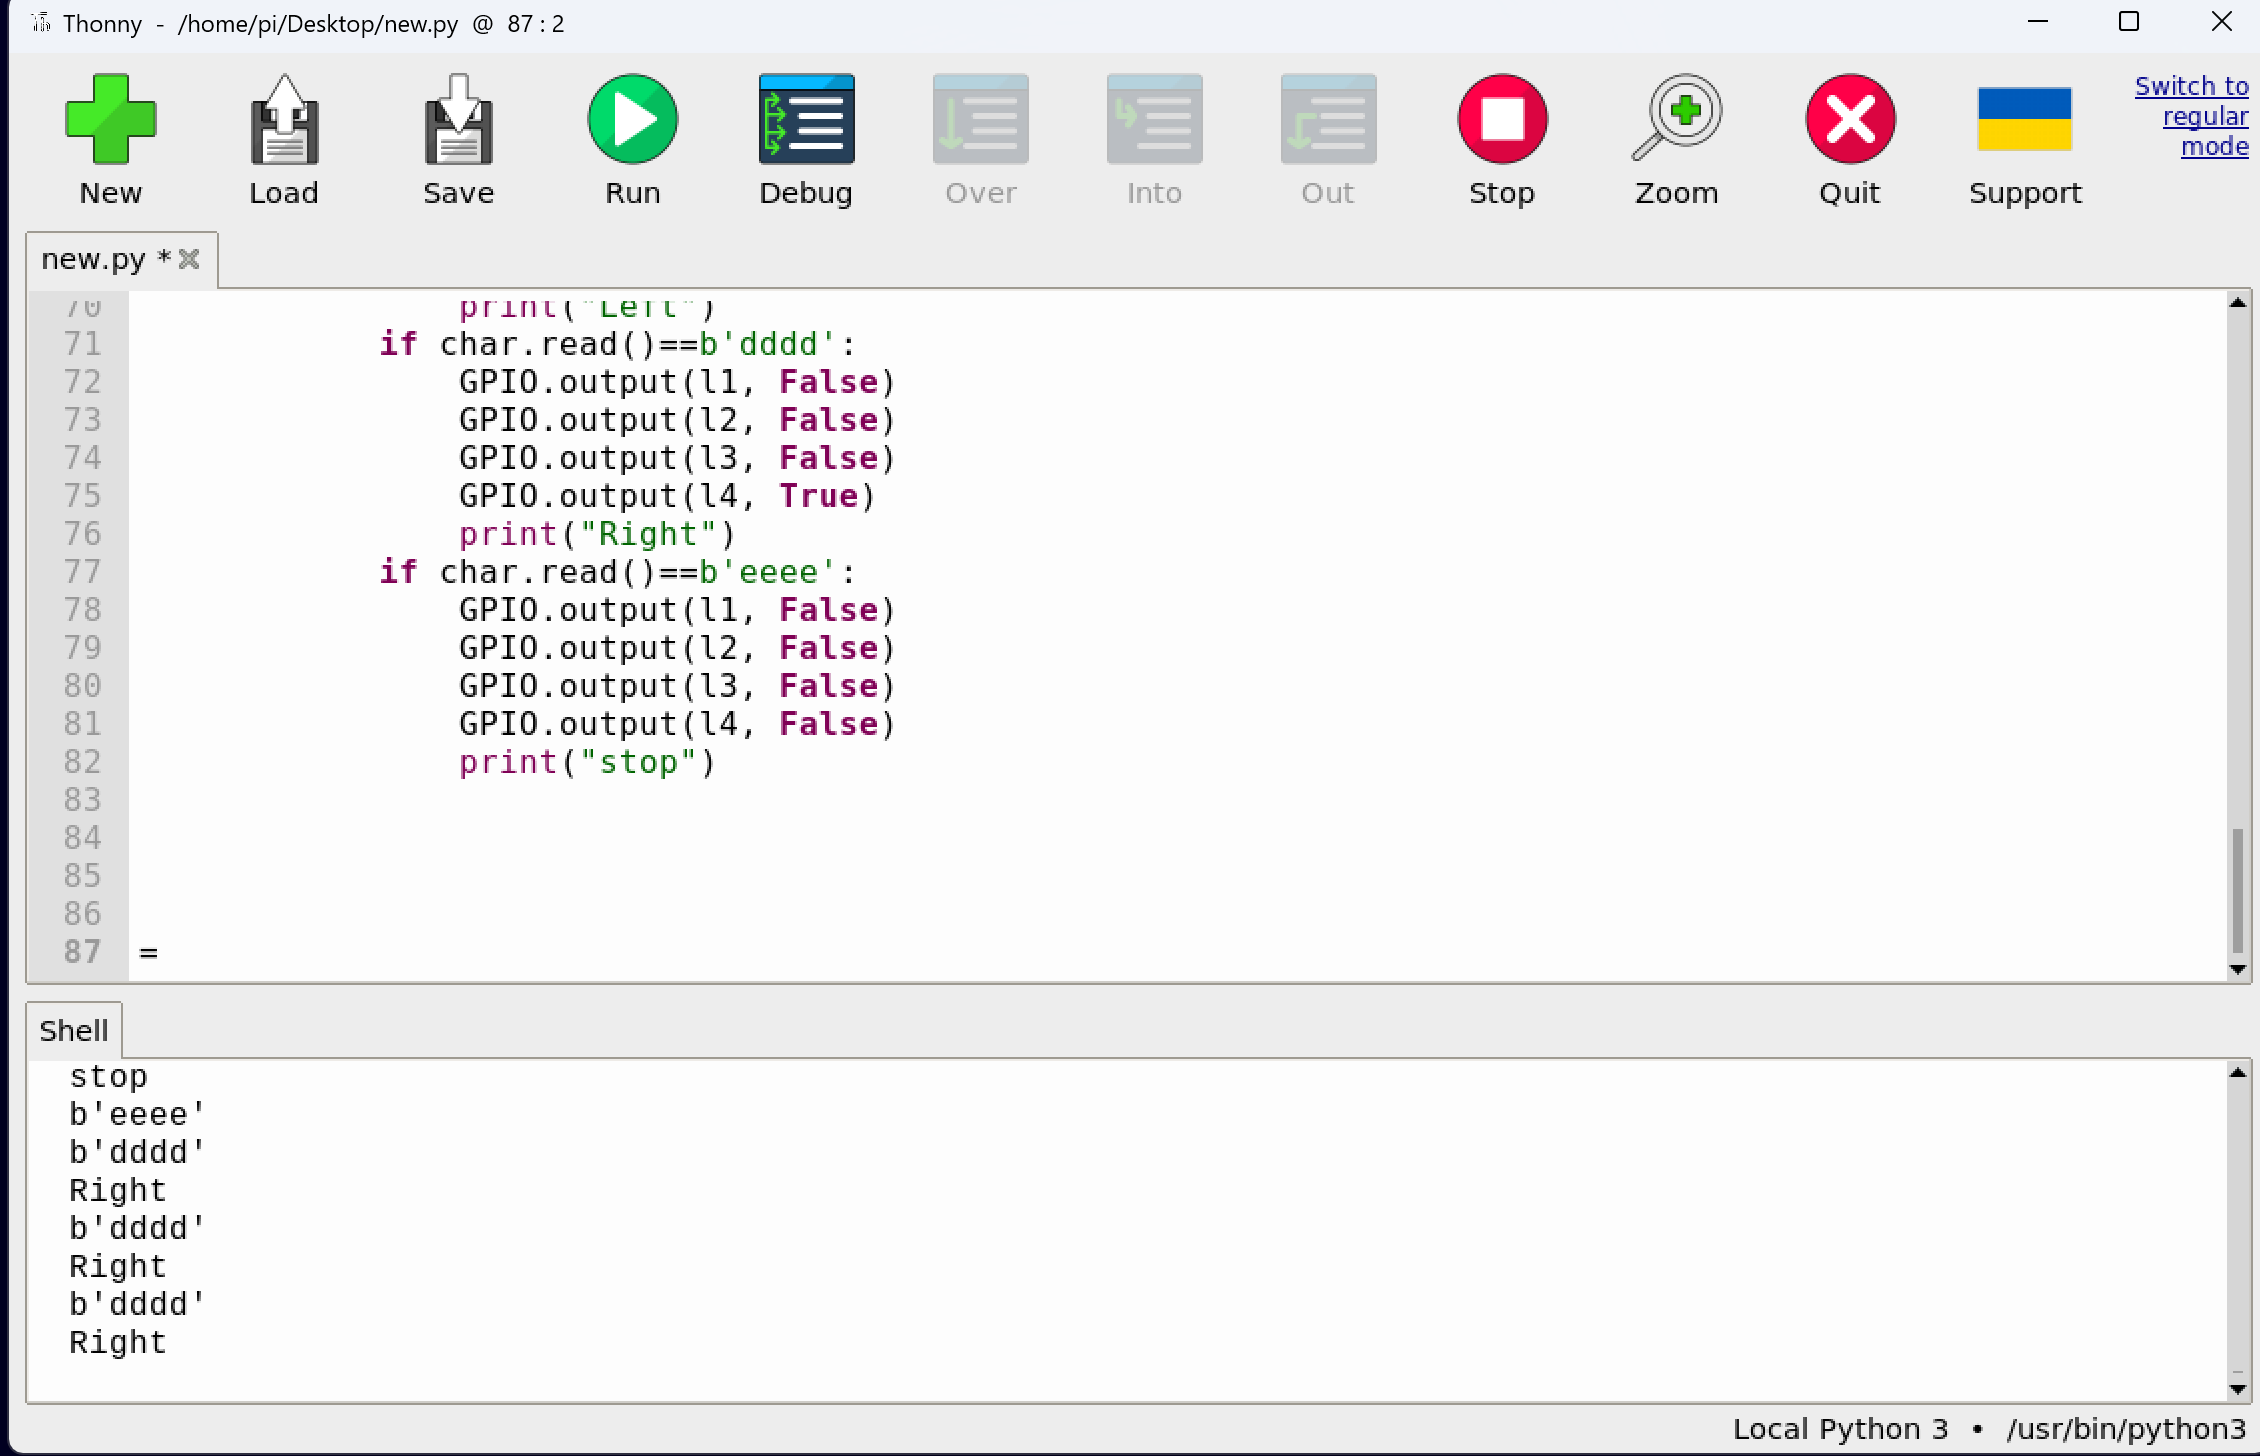 Thonny - /home/pi/Desktop/new.py @ 87 : 2
New Load Save Run Debug Over Into Out Stop Zoom Quit Support
Switch to
regular
mode
new.py *
70 print("Left")
71 if char.read()==b'dddd':
72 GPIO.output(l1, False)
73 GPIO.output(l2, False)
74 GPIO.output(l3, False)
75 GPIO.output(l4, True)
76 print("Right")
77 if char.read()==b'eeee':
78 GPIO.output(l1, False)
79 GPIO.output(l2, False)
80 GPIO.output(l3, False)
81 GPIO.output(l4, False)
82 print("stop")
83
84
85
86
87 =
Shell
stop
b'eeee'
b'dddd'
Right
b'dddd'
Right
b'dddd'
Right
Local Python 3 • /usr/bin/python3